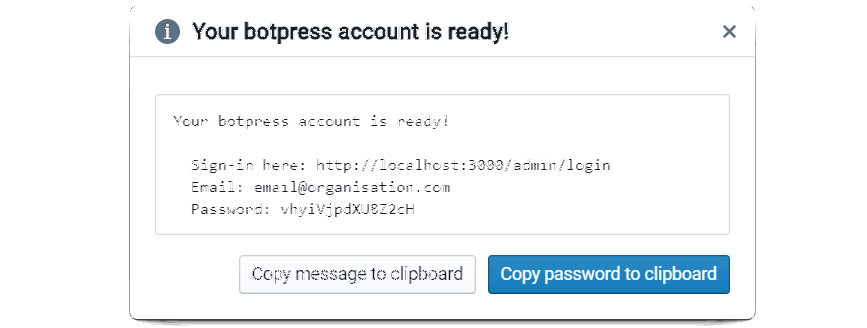 Your botpress account is ready!
Your botpress account is ready!
Sign-in here: http://localhost:3000/admin/login
Email: email@organisation.com
Password: vhyiVjpdXU8Z2cH
Copy message to clipboard
Copy password to clipboard